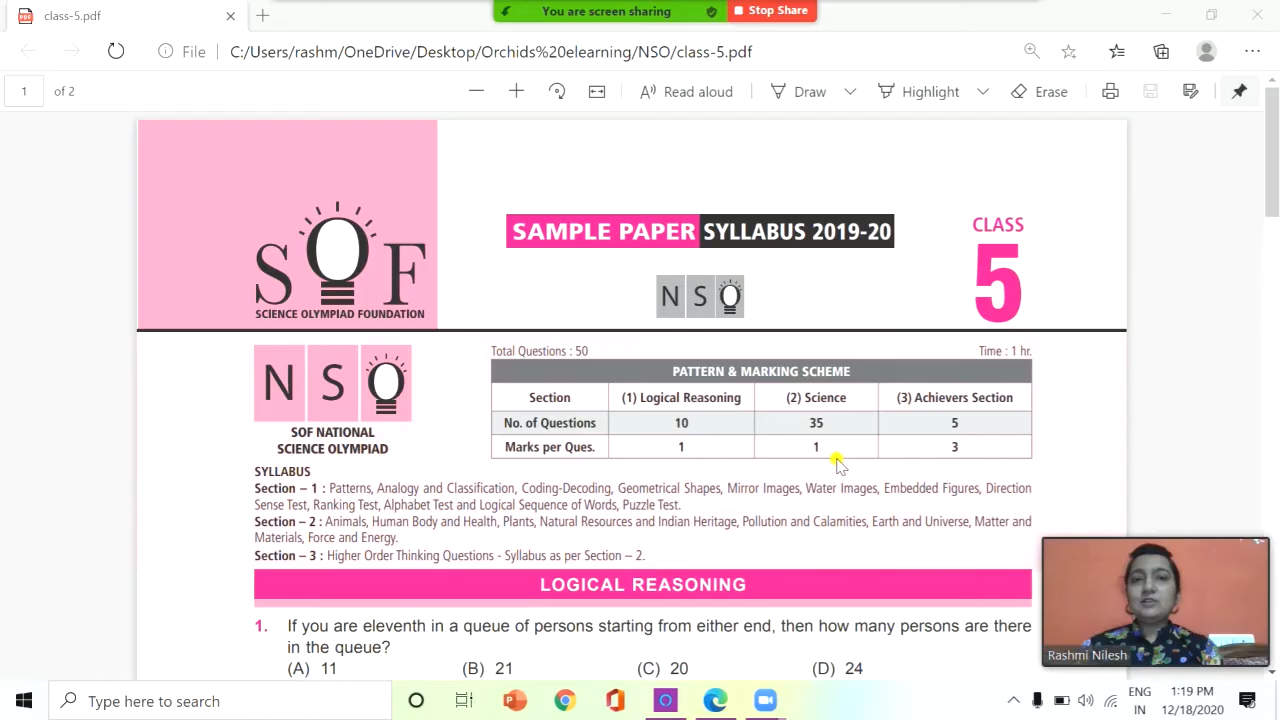 class-5.pdf
You are screen sharing
Stop Share
File
C:/Users/rashm/OneDrive/Desktop/Orchids%20elearning/NSO/class-5.pdf
1 of 2
Read aloud
Draw
Highlight
Erase
SOF
SCIENCE OLYMPIAD FOUNDATION
SAMPLE PAPER SYLLABUS 2019-20
NSO
CLASS
5
NSO
SOF NATIONAL
SCIENCE OLYMPIAD
Total Questions : 50 Time : 1 hr.
PATTERN & MARKING SCHEME
Section (1) Logical Reasoning (2) Science (3) Achievers Section
No. of Questions 10 35 5
Marks per Ques. 1 1 3
SYLLABUS
Section – 1 : Patterns, Analogy and Classification, Coding-Decoding, Geometrical Shapes, Mirror Images, Water Images, Embedded Figures, Direction
Sense Test, Ranking Test, Alphabet Test and Logical Sequence of Words, Puzzle Test.
Section – 2 : Animals, Human Body and Health, Plants, Natural Resources and Indian Heritage, Pollution and Calamities, Earth and Universe, Matter and
Materials, Force and Energy.
Section – 3 : Higher Order Thinking Questions - Syllabus as per Section – 2.
LOGICAL REASONING
1. If you are eleventh in a queue of persons starting from either end, then how many persons are there
in the queue?
(A) 11 (B) 21 (C) 20 (D) 24
Rashmi Nilesh
Type here to search
ENG
IN
1:19 PM
12/18/2020